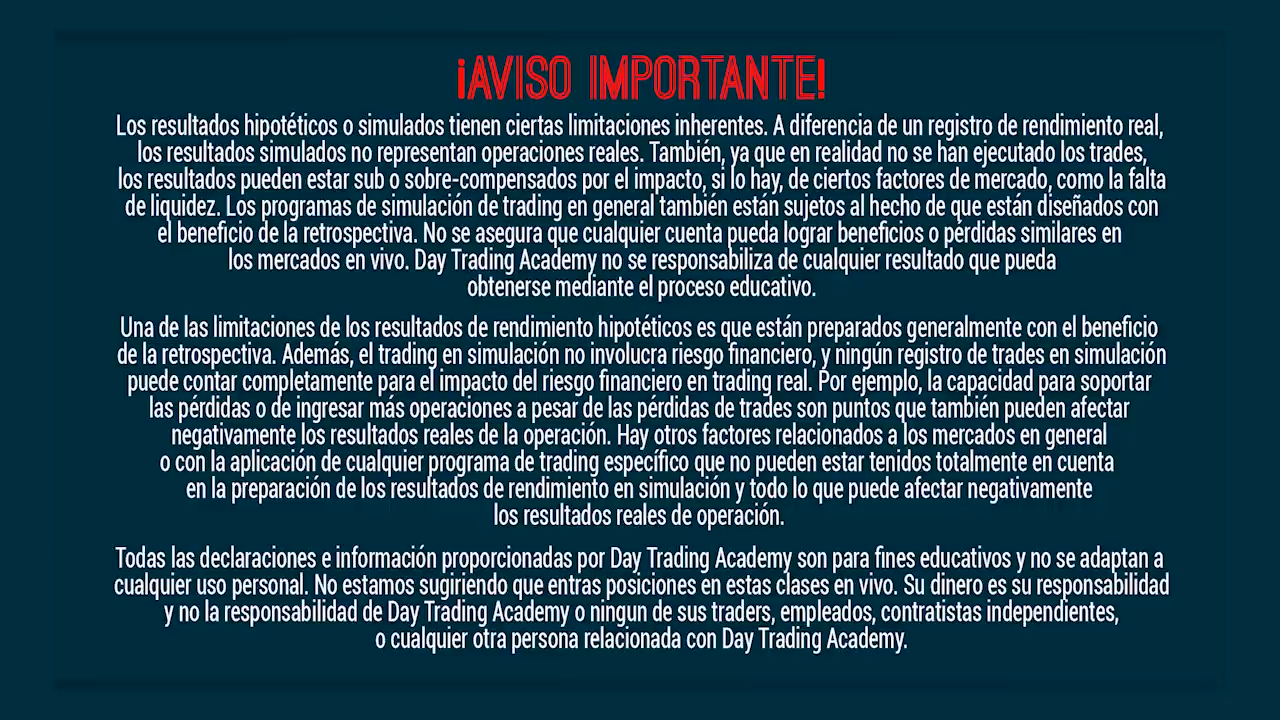 ¡AVISO IMPORTANTE!
Los resultados hipotéticos o simulados tienen ciertas limitaciones inherentes. A diferencia de un registro de rendimiento real,
los resultados simulados no representan operaciones reales. También, ya que en realidad no se han ejecutado los trades,
los resultados pueden estar sub o sobre-compensados por el impacto, si lo hay, de ciertos factores de mercado, como la falta
de liquidez. Los programas de simulación de trading en general también están sujetos al hecho de que están diseñados con
el beneficio de la retrospectiva. No se asegura que cualquier cuenta pueda lograr beneficios o pérdidas similares en
los mercados en vivo. Day Trading Academy no se responsabiliza de cualquier resultado que pueda
obtenerse mediante el proceso educativo.
Una de las limitaciones de los resultados de rendimiento hipotéticos es que están preparados generalmente con el beneficio
de la retrospectiva. Además, el trading en simulación no involucra riesgo financiero, y ningún registro de trades en simulación
puede contar completamente para el impacto del riesgo financiero en trading real. Por ejemplo, la capacidad para soportar
las pérdidas o de ingresar más operaciones a pesar de las pérdidas de trades son puntos que también pueden afectar
negativamente los resultados reales de la operación. Hay otros factores relacionados a los mercados en general
o con la aplicación de cualquier programa de trading específico que no pueden estar tenidos totalmente en cuenta
en la preparación de los resultados de rendimiento en simulación y todo lo que puede afectar negativamente
los resultados reales de operación.
Todas las declaraciones e información proporcionadas por Day Trading Academy son para fines educativos y no se adaptan a
cualquier uso personal. No estamos sugiriendo que entras posiciones en estas clases en vivo. Su dinero es su responsabilidad
y no la responsabilidad de Day Trading Academy o ningun de sus traders, empleados, contratistas independientes,
o cualquier otra persona relacionada con Day Trading Academy.